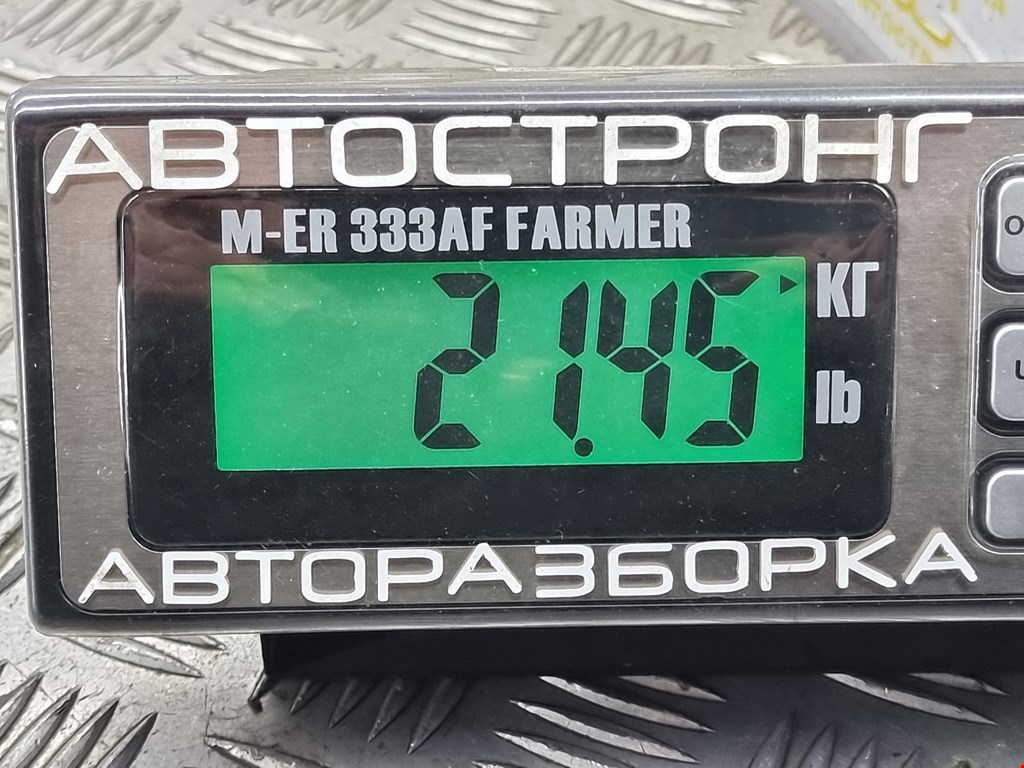 АВТОСТРОНГ
M-ER 333AF FARMER
21.45
КГ
lb
АВТОРАЗБОРКА